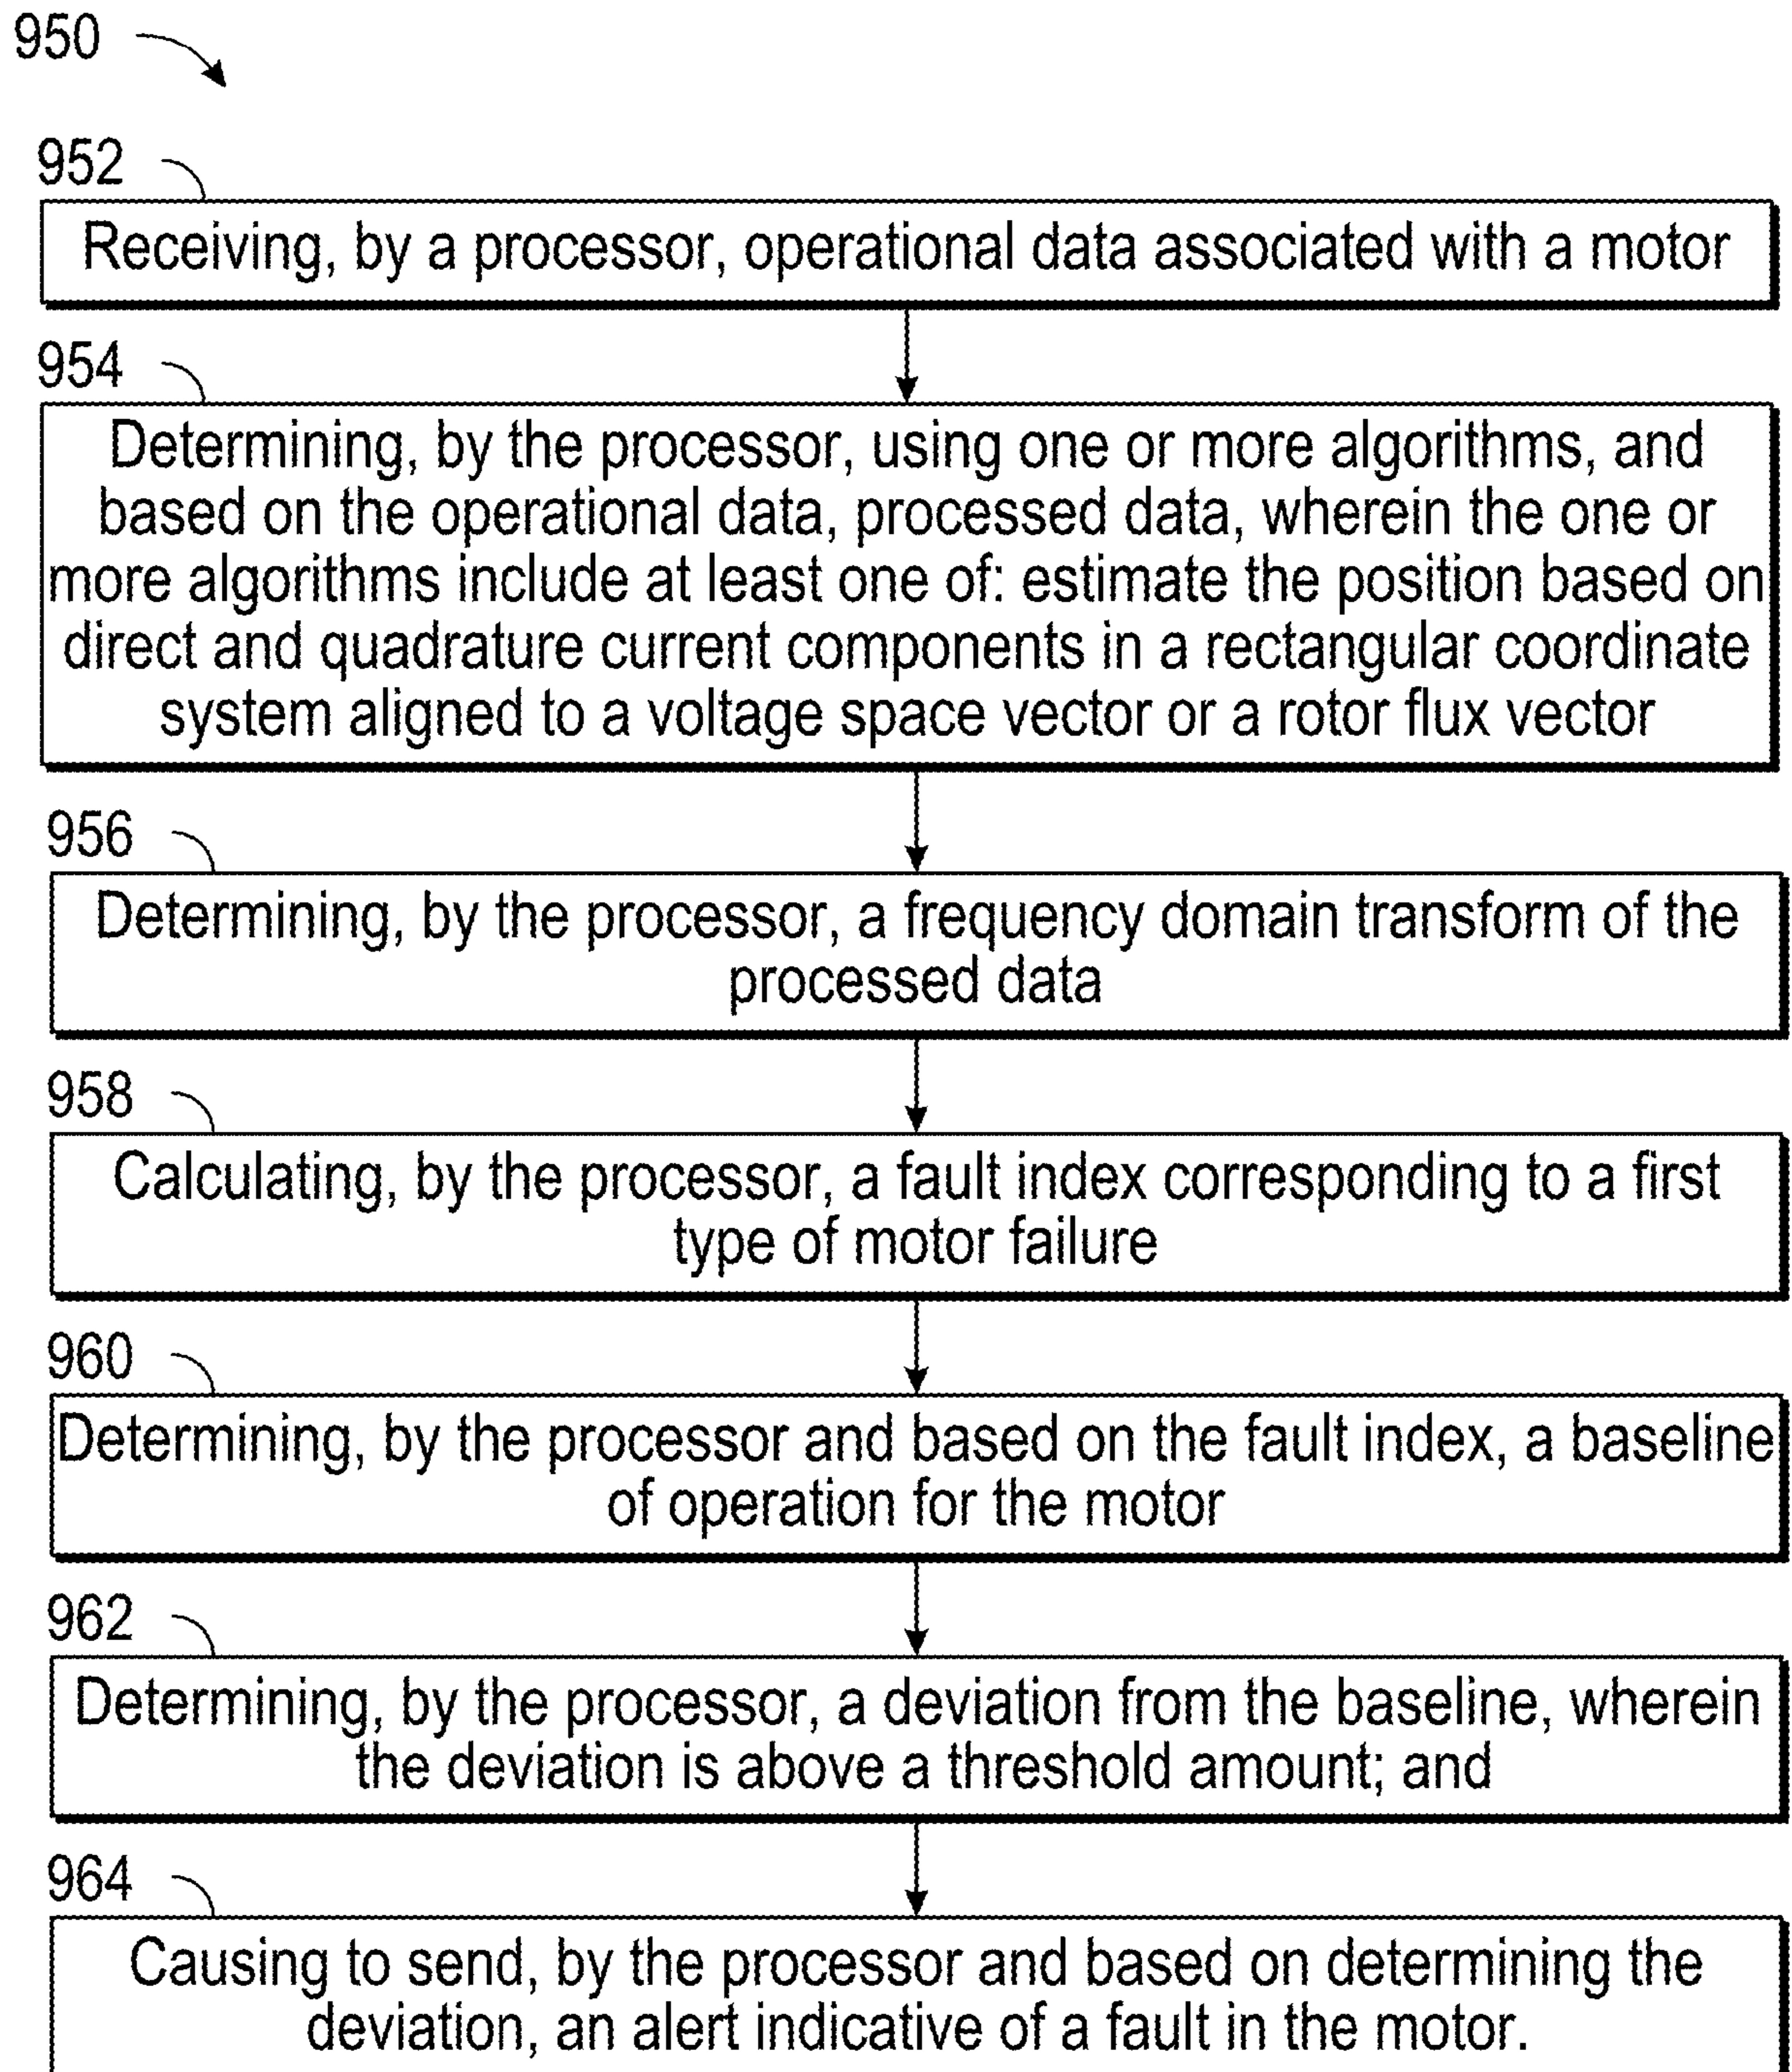 950
952
Receiving, by a processor, operational data associated with a motor
954
Determining, by the processor, using one or more algorithms, and
based on the operational data, processed data, wherein the one or
more algorithms include at least one of: estimate the position based on
direct and quadrature current components in a rectangular coordinate
system aligned to a voltage space vector or a rotor flux vector
956
Determining, by the processor, a frequency domain transform of the
processed data
958
Calculating, by the processor, a fault index corresponding to a first
type of motor failure
960
Determining, by the processor and based on the fault index, a baseline
of operation for the motor
962
Determining, by the processor, a deviation from the baseline, wherein
the deviation is above a threshold amount; and
964
Causing to send, by the processor and based on determining the
deviation, an alert indicative of a fault in the motor.